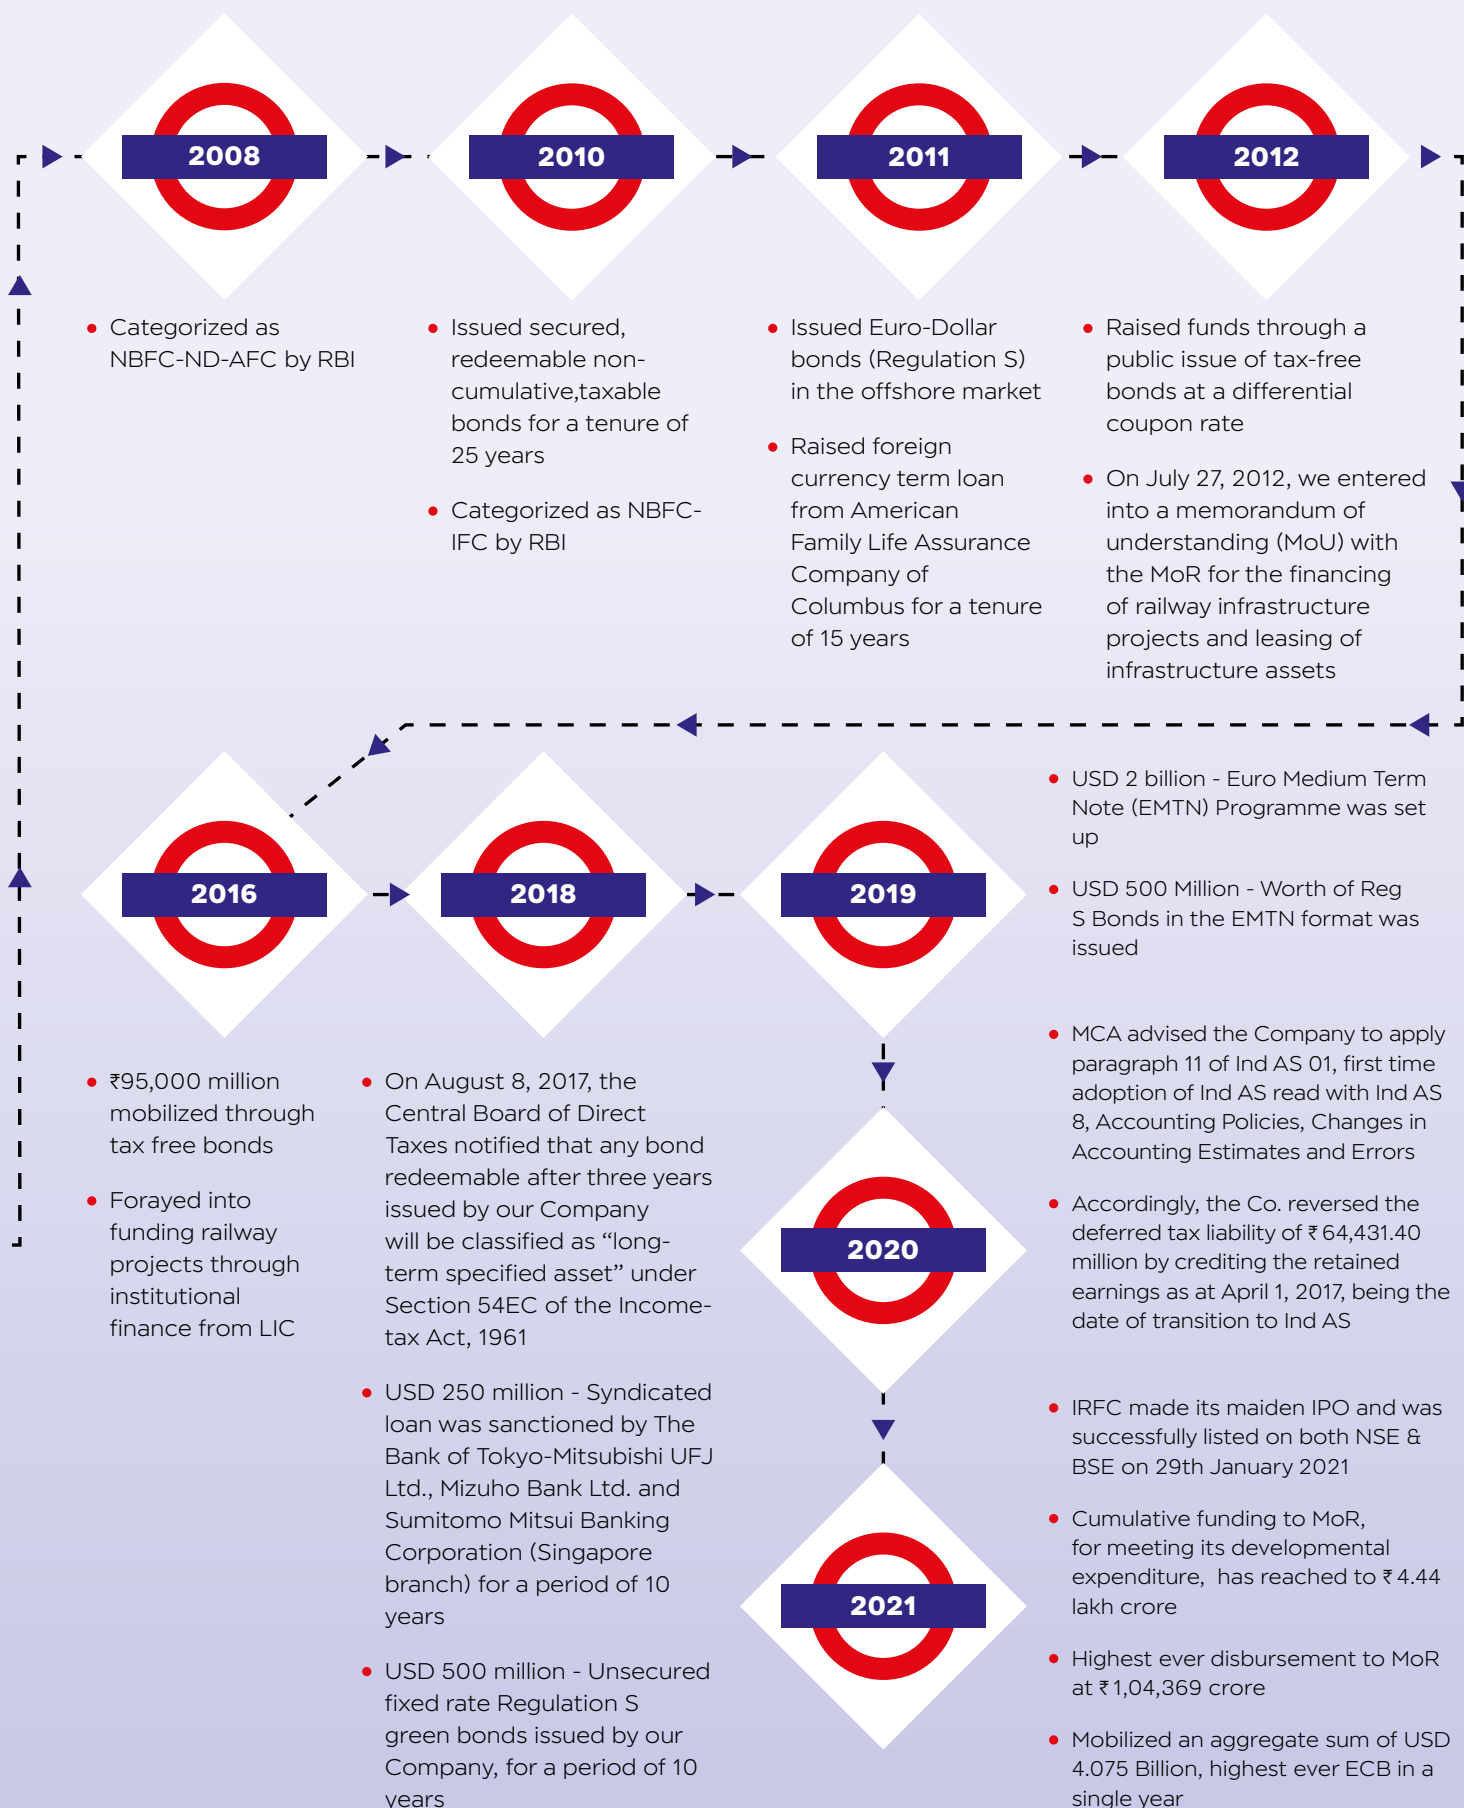 2008
2010
2011
2012
• Categorized as
NBFC-ND-AFC by RBI
• Issued secured,
redeemable non-
cumulative,taxable
bonds for a tenure of
25 years
• Categorized as NBFC-
IFC by RBI
• Issued Euro-Dollar
bonds (Regulation S)
in the offshore market
• Raised foreign
currency term loan
from American
Family Life Assurance
Company of
Columbus for a tenure
of 15 years
• Raised funds through a
public issue of tax-free
bonds at a differential
coupon rate
• On July 27, 2012, we entered
into a memorandum of
understanding (MoU) with
the MoR for the financing
of railway infrastructure
projects and leasing of
infrastructure assets
2016
• ₹95,000 million
mobilized through
tax free bonds
• Forayed into
funding railway
projects through
institutional
finance from LIC
2018
• On August 8, 2017, the
Central Board of Direct
Taxes notified that any bond
redeemable after three years
issued by our Company
will be classified as “long-
term specified asset” under
Section 54EC of the Income-
tax Act, 1961
• USD 250 million - Syndicated
loan was sanctioned by The
Bank of Tokyo-Mitsubishi UFJ
Ltd., Mizuho Bank Ltd. and
Sumitomo Mitsui Banking
Corporation (Singapore
branch) for a period of 10
years
• USD 500 million - Unsecured
fixed rate Regulation S
green bonds issued by our
Company, for a period of 10
years
2019
• USD 2 billion - Euro Medium Term
Note (EMTN) Programme was set
up
• USD 500 Million - Worth of Reg
S Bonds in the EMTN format was
issued
2020
• MCA advised the Company to apply
paragraph 11 of Ind AS 01, first time
adoption of Ind AS read with Ind AS
8, Accounting Policies, Changes in
Accounting Estimates and Errors
• Accordingly, the Co. reversed the
deferred tax liability of ₹ 64,431.40
million by crediting the retained
earnings as at April 1, 2017, being the
date of transition to Ind AS
2021
• IRFC made its maiden IPO and was
successfully listed on both NSE &
BSE on 29th January 2021
• Cumulative funding to MoR,
for meeting its developmental
expenditure,  has reached to ₹ 4.44
lakh crore
• Highest ever disbursement to MoR
at ₹ 1,04,369 crore
• Mobilized an aggregate sum of USD
4.075 Billion, highest ever ECB in a
single year